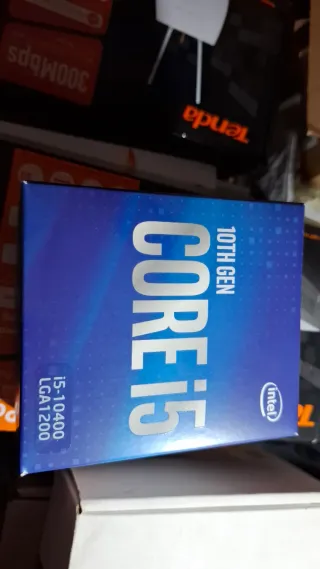 10TH GEN
CORE i5
intel
i5-10400
LGA1200
Tenda
300Mbps